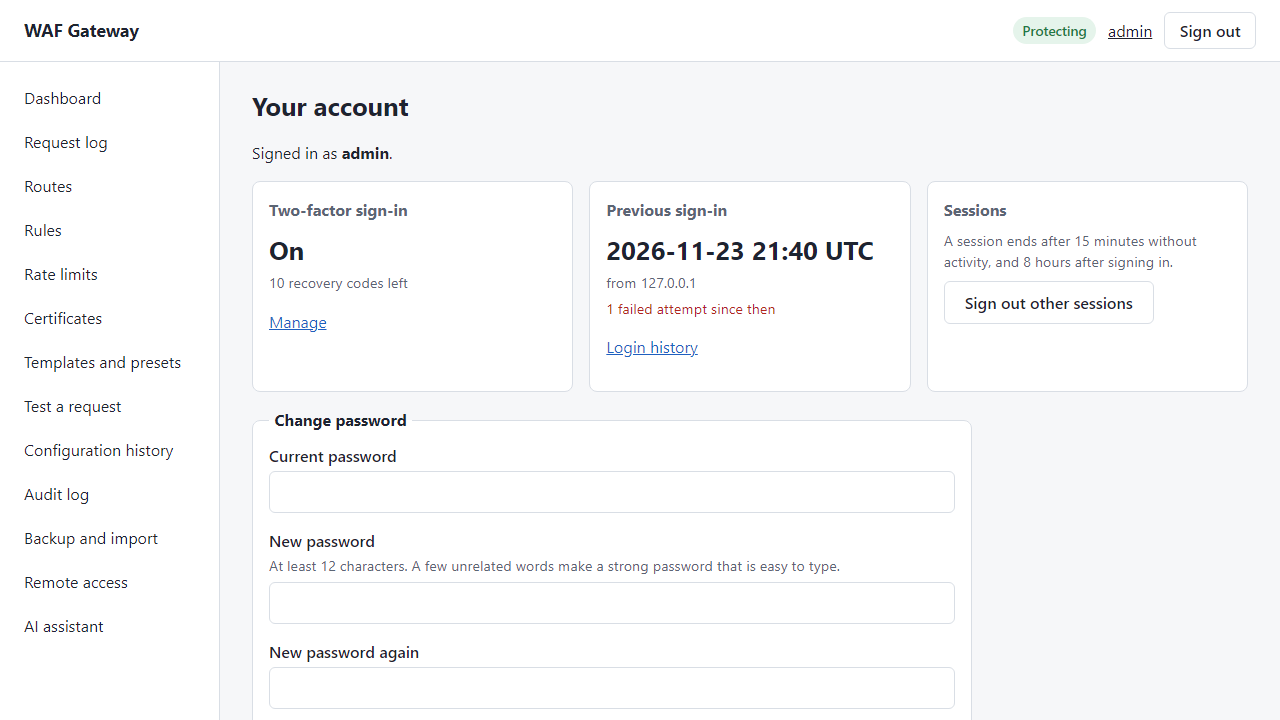 WAF Gateway
Protecting
admin
Sign out
Dashboard
Request log
Routes
Rules
Rate limits
Certificates
Templates and presets
Test a request
Configuration history
Audit log
Backup and import
Remote access
AI assistant
Your account
Signed in as admin.
Two-factor sign-in
On
10 recovery codes left
Manage
Previous sign-in
2026-11-23 21:40 UTC
from 127.0.0.1
1 failed attempt since then
Login history
Sessions
A session ends after 15 minutes without
activity, and 8 hours after signing in.
Sign out other sessions
Change password
Current password
New password
At least 12 characters. A few unrelated words make a strong password that is easy to type.
New password again